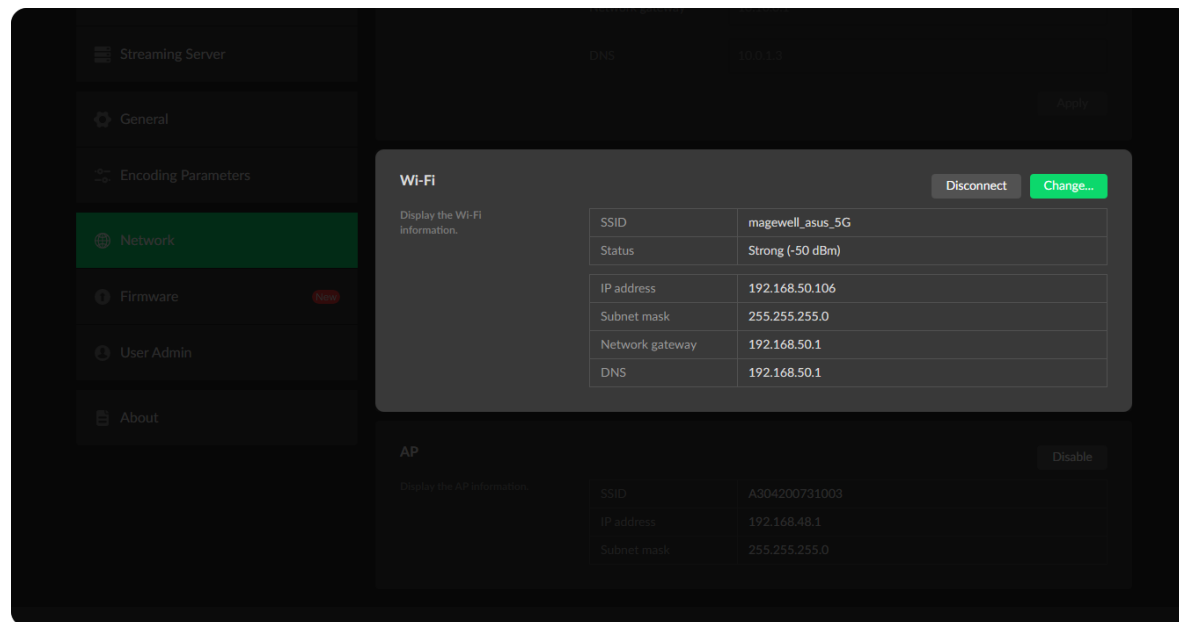 Streaming Server
DNS 10.0.1.3
Apply
General
Encoding Parameters
Network
Firmware New
User Admin
About
Wi-Fi
Disconnect Change...
Display the Wi-Fi
information.
SSID magewell_asus_5G
Status Strong (-50 dBm)
IP address 192.168.50.106
Subnet mask 255.255.255.0
Network gateway 192.168.50.1
DNS 192.168.50.1
AP
Disable
Display the AP information.
SSID A304200731003
IP address 192.168.48.1
Subnet mask 255.255.255.0